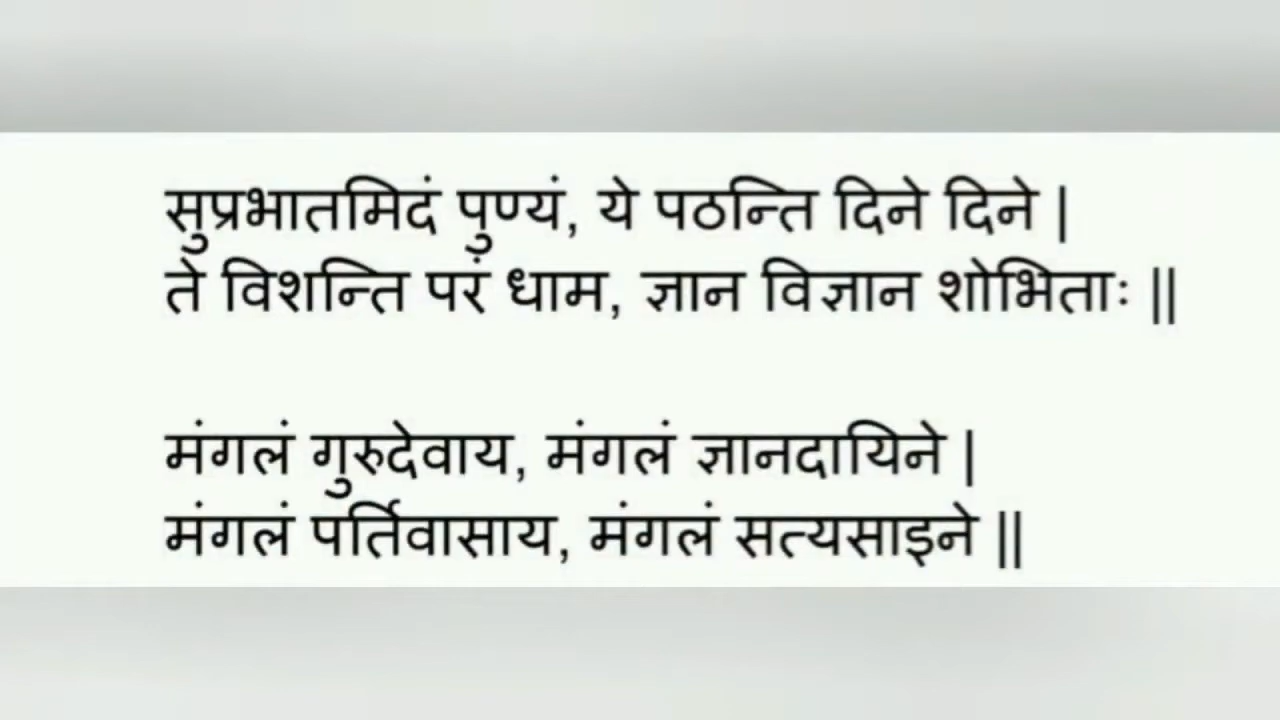 सुप्रभातमिदं पुण्यं, ये पठन्ति दिने दिने |
ते विशन्ति परं धाम, ज्ञान विज्ञान शोभिताः ||
मंगलं गुरुदेवाय, मंगलं ज्ञानदायिने |
मंगलं पर्तिवासाय, मंगलं सत्यसाइने ||